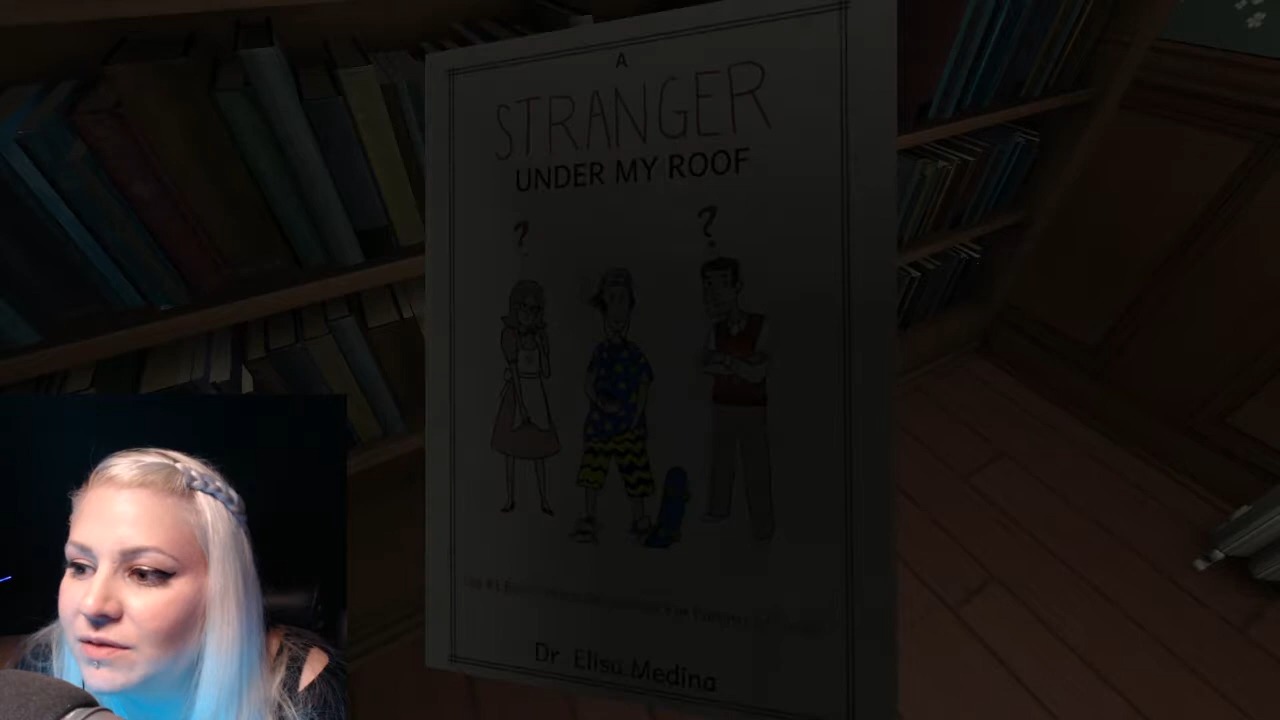 A
STRANGER
UNDER MY ROOF
?
?
Dr. Elisu Medina